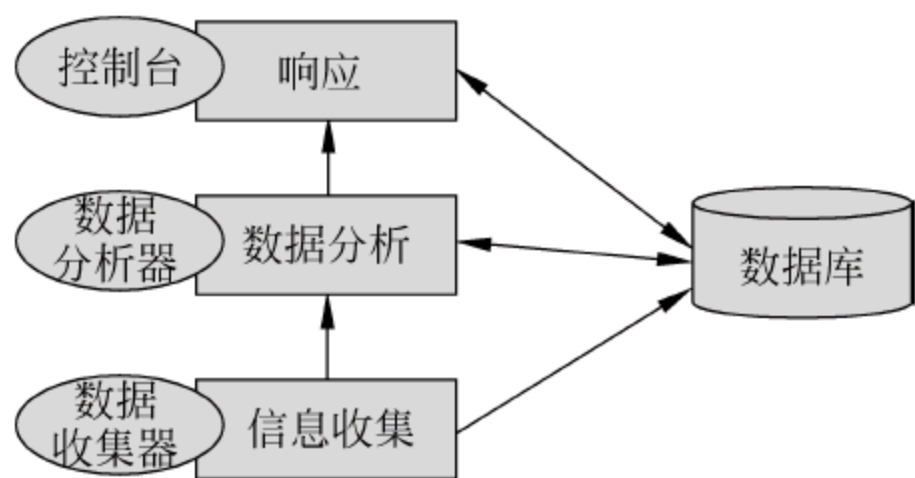 控制台
响应
数据
分析器
数据分析
数据库
数据
收集器
信息收集